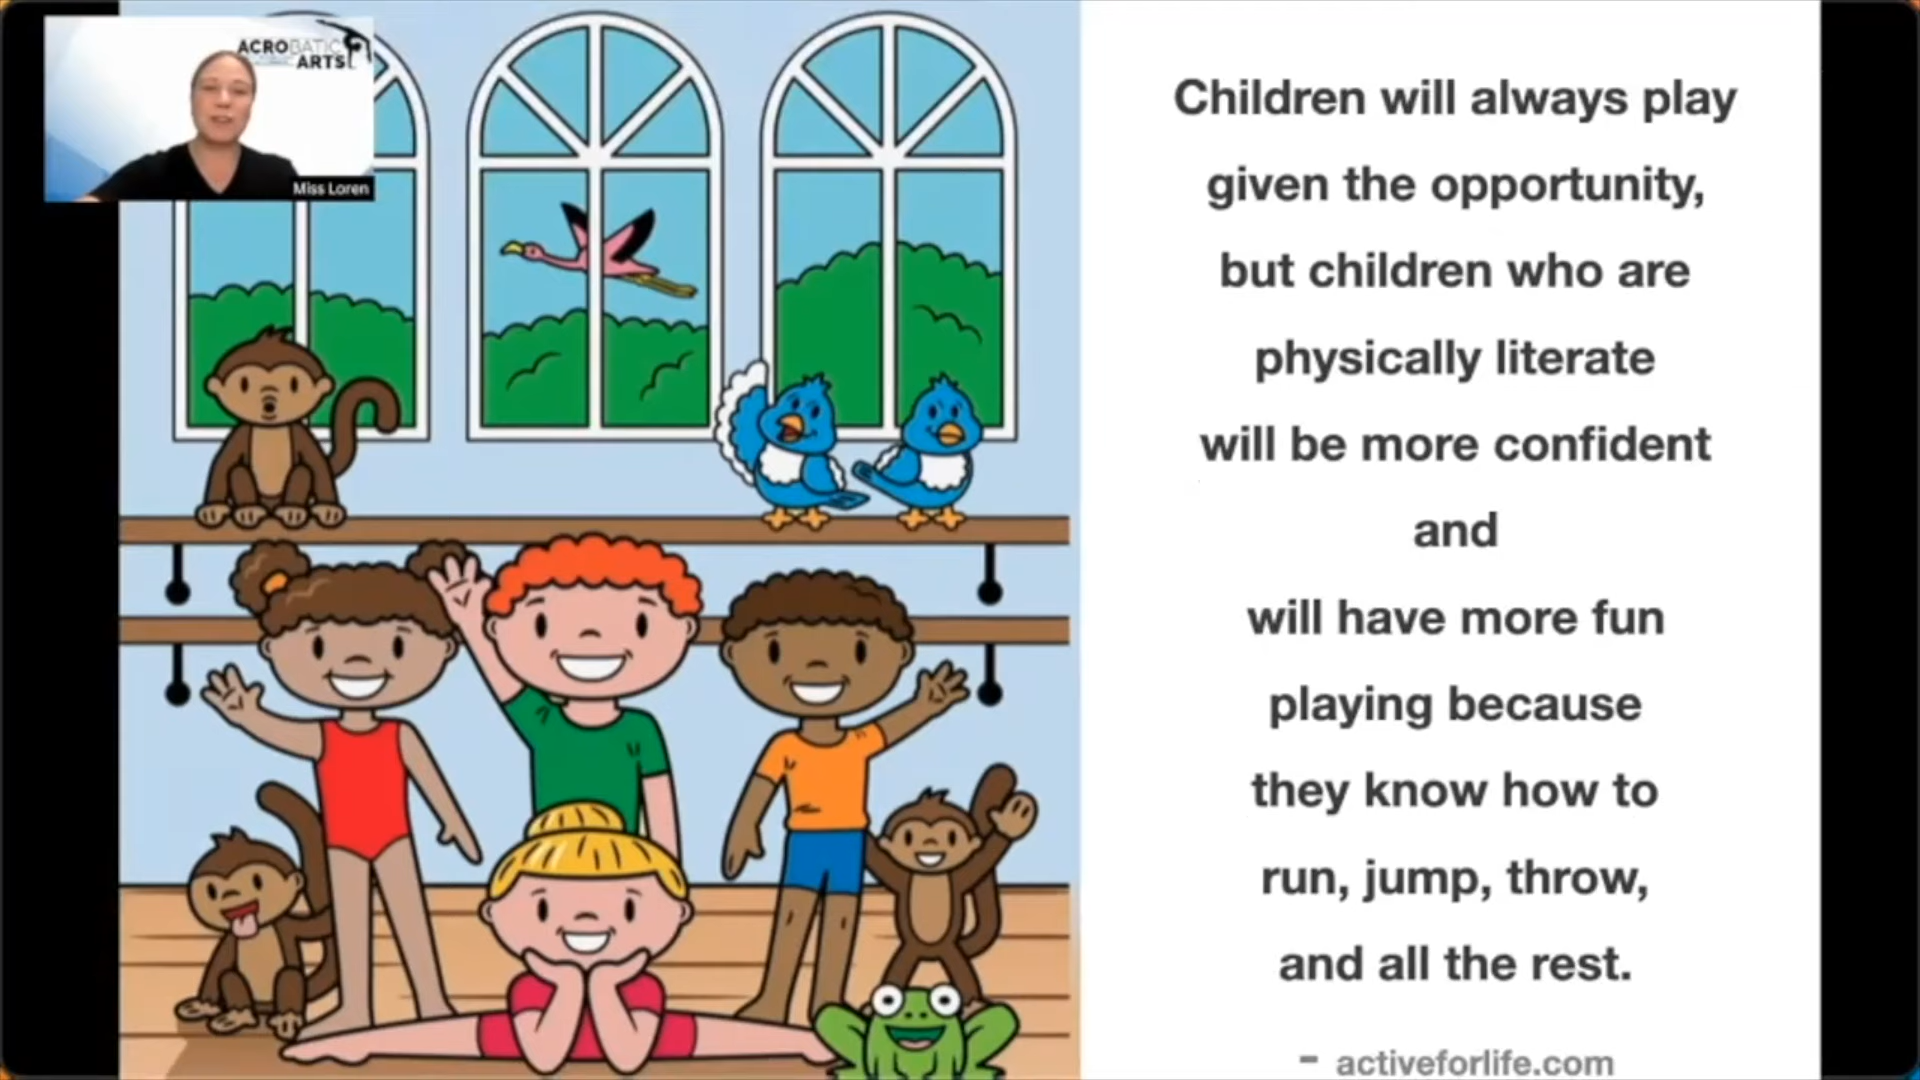 ACROBATIC
ARTS
Miss Loren
Children will always play
given the opportunity,
but children who are
physically literate
will be more confident
and
will have more fun
playing because
they know how to
run, jump, throw,
and all the rest.
- activeforlife.com